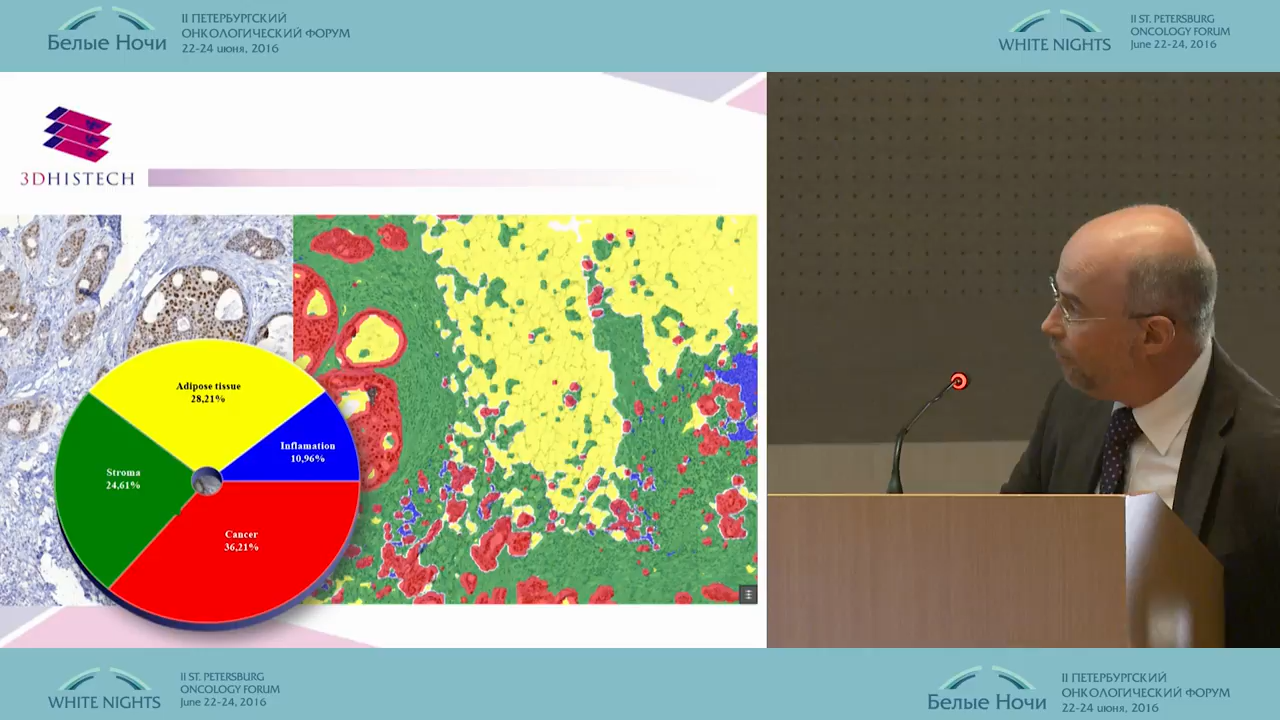 Белые Ночи
II ПЕТЕРБУРГСКИЙ
ОНКОЛОГИЧЕСКИЙ ФОРУМ
22-24 июня, 2016
WHITE NIGHTS
II ST. PETERSBURG
ONCOLOGY FORUM
June 22-24, 2016
3DHISTECH
Adipose tissue
28,21%
Inflamation
10,96%
Stroma
24,61%
Cancer
36,21%
WHITE NIGHTS
II ST. PETERSBURG
ONCOLOGY FORUM
June 22-24, 2016
Белые Ночи
II ПЕТЕРБУРГСКИЙ
ОНКОЛОГИЧЕСКИЙ ФОРУМ
22-24 июня, 2016